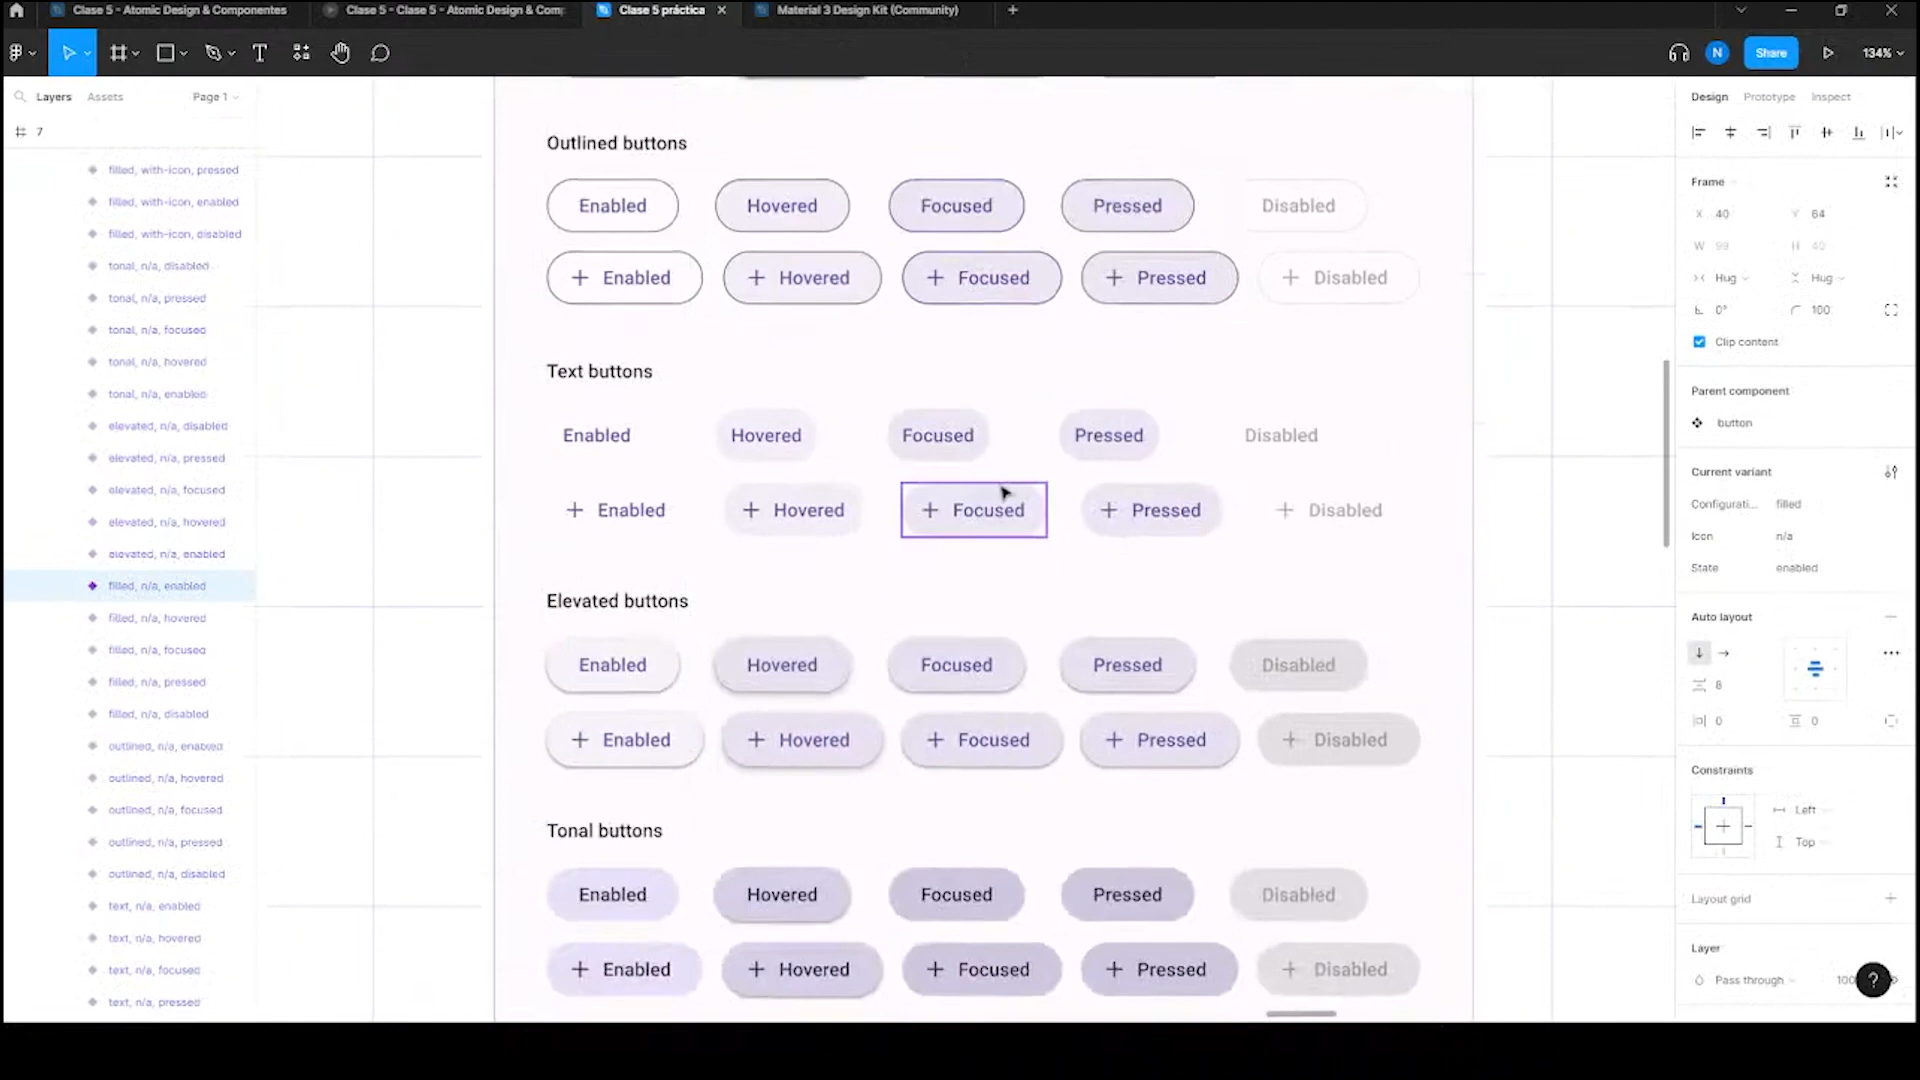 Clase 5 - Atomic Design & Componentes
Clase 5 - Clase 5 - Atomic Design & Com
Clase 5 práctica
Material 3 Design Kit (Community)
N
Share
134%
Layers
Assets
Page 1
7
filled, with-icon, pressed
filled, with-icon, enabled
filled, with-icon, disabled
tonal, n/a, disabled
tonal, n/a, pressed
tonal, n/a, focused
tonal, n/a, hovered
tonal, n/a, enabled
elevated, n/a, disabled
elevated, n/a, pressed
elevated, n/a, focused
elevated, n/a, hovered
elevated, n/a, enabled
filled, n/a, enabled
filled, n/a, hovered
filled, n/a, focused
filled, n/a, pressed
filled, n/a, disabled
outlined, n/a, enabled
outlined, n/a, hovered
outlined, n/a, focused
outlined, n/a, pressed
outlined, n/a, disabled
text, n/a, enabled
text, n/a, hovered
text, n/a, focused
text, n/a, pressed
Outlined buttons
Enabled Hovered Focused Pressed Disabled
+ Enabled + Hovered + Focused + Pressed + Disabled
Text buttons
Enabled Hovered Focused Pressed Disabled
+ Enabled + Hovered + Focused + Pressed + Disabled
Elevated buttons
Enabled Hovered Focused Pressed Disabled
+ Enabled + Hovered + Focused + Pressed + Disabled
Tonal buttons
Enabled Hovered Focused Pressed Disabled
+ Enabled + Hovered + Focused + Pressed + Disabled
Design Prototype Inspect
Frame
X 40 Y 64
W 99 H 40
Hug Hug
0° 100
Clip content
Parent component
button
Current variant
Configurati... filled
Icon n/a
State enabled
Auto layout
8
0 0
Constraints
Left
Top
Layout grid
Layer
Pass through 100
?